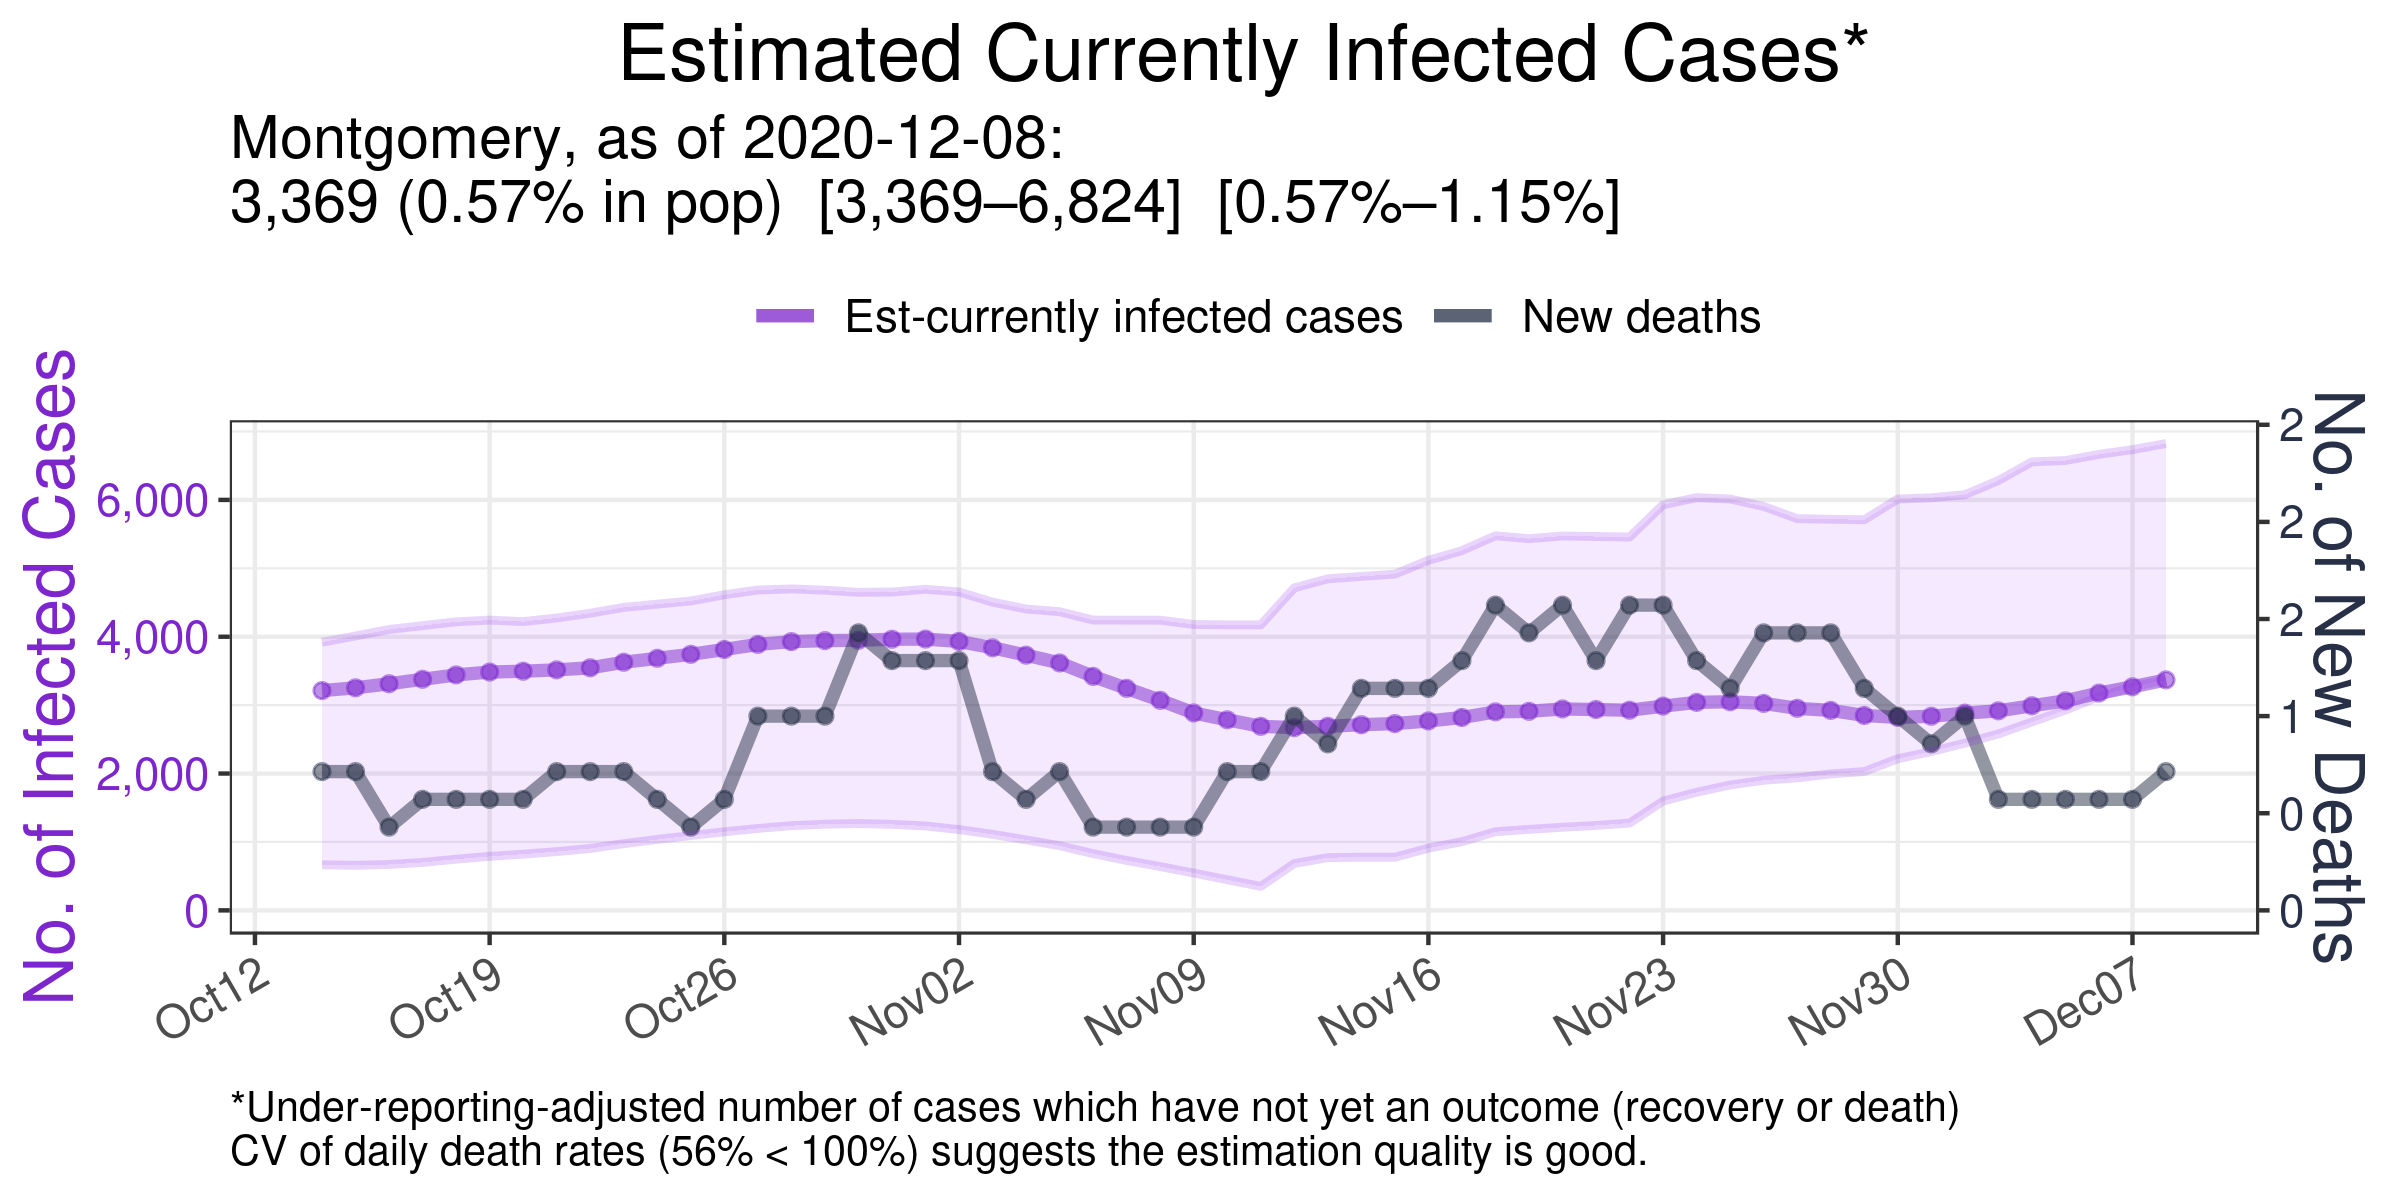 Estimated Currently Infected Cases*
Montgomery, as of 2020-12-08:
3,369 (0.57% in pop)  [3,369–6,824]  [0.57%–1.15%]
Est-currently infected cases
New deaths
No. of Infected Cases
6,000
4,000
2,000
0
2
2
2
1
0
0
No. of New Deaths
Oct12
Oct19
Oct26
Nov02
Nov09
Nov16
Nov23
Nov30
Dec07
*Under-reporting-adjusted number of cases which have not yet an outcome (recovery or death)
CV of daily death rates (56% < 100%) suggests the estimation quality is good.